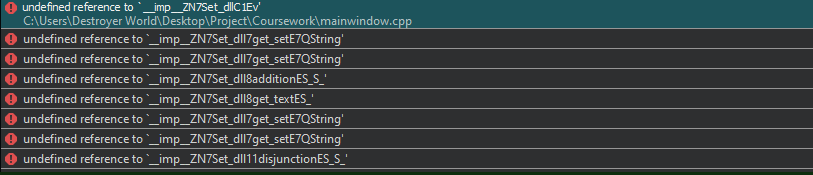 undefined reference to `__imp__ZN7Set_dllC1Ev'
C:\Users\Destroyer World\Desktop\Project\Coursework\mainwindow.cpp
undefined reference to `__imp__ZN7Set_dll7get_setE7QString'
undefined reference to `__imp__ZN7Set_dll7get_setE7QString'
undefined reference to `__imp__ZN7Set_dll8additionES_S_'
undefined reference to `__imp__ZN7Set_dll8get_textES_'
undefined reference to `__imp__ZN7Set_dll7get_setE7QString'
undefined reference to `__imp__ZN7Set_dll7get_setE7QString'
undefined reference to `__imp__ZN7Set_dll11disjunctionES_S_'